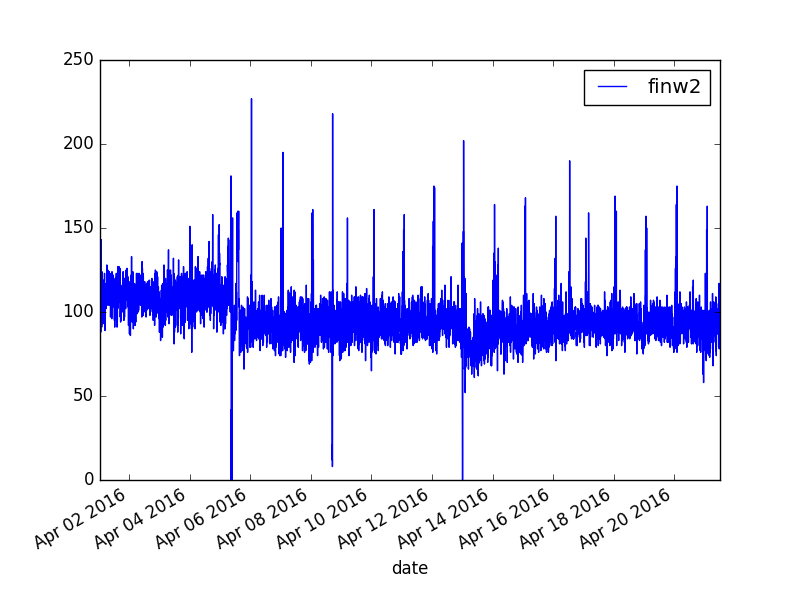 250
finw2
200
150
100
50
0
Apr 02 2016
Apr 04 2016
Apr 06 2016
Apr 08 2016
Apr 10 2016
Apr 12 2016
Apr 14 2016
Apr 16 2016
Apr 18 2016
Apr 20 2016
date